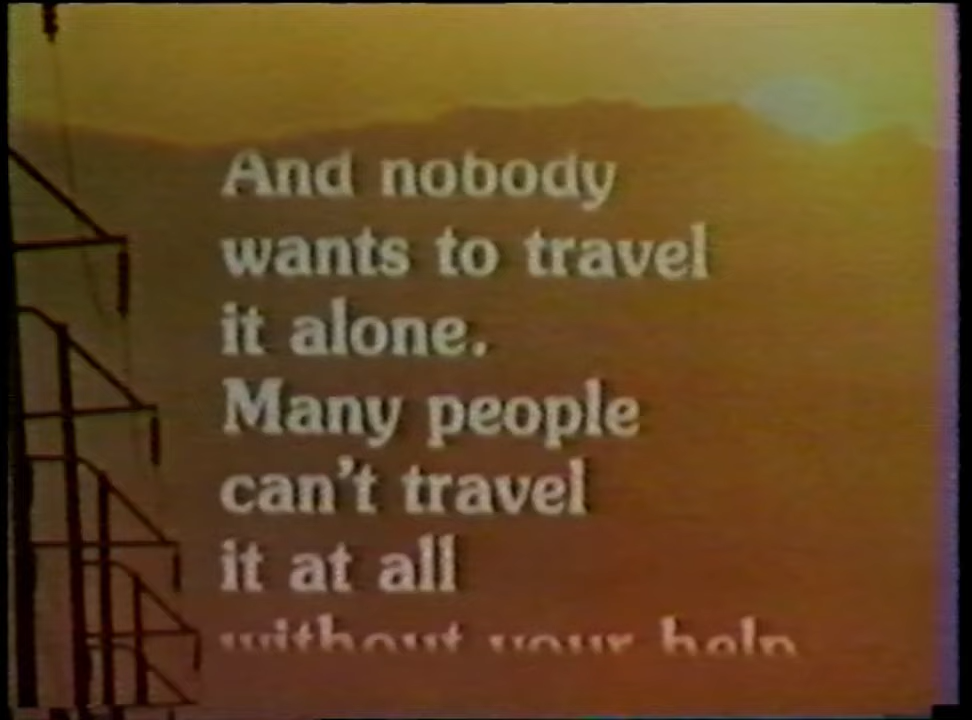 And nobody
wants to travel
it alone.
Many people
can't travel
it at all
without your help